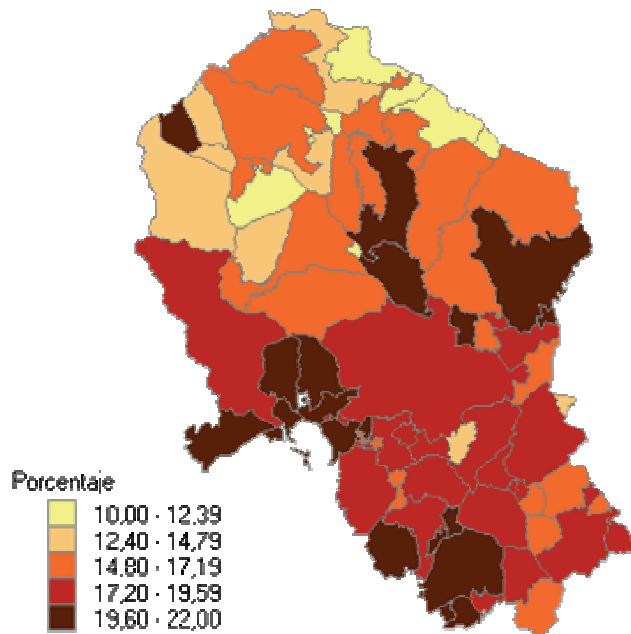 Porcentaje
10,00 - 12,39
12,40 - 14,79
14,80 - 17,19
17,20 - 19,59
19,60 - 22,00